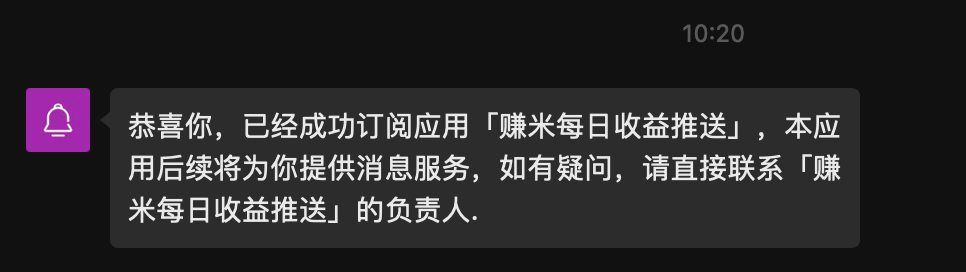 10:20
恭喜你，已经成功订阅应用「赚米每日收益推送」，本应
用后续将为你提供消息服务，如有疑问，请直接联系「赚
米每日收益推送」的负责人.